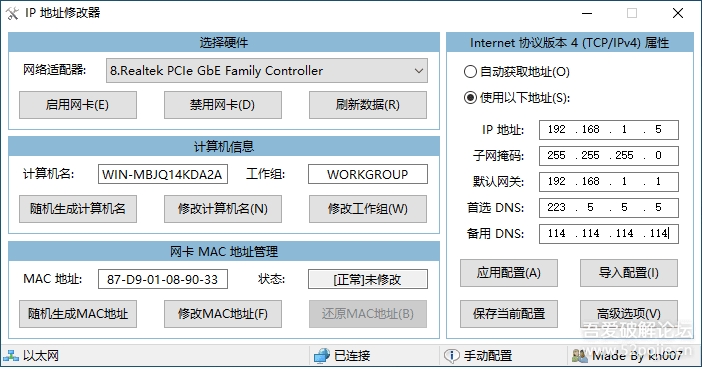 IP 地址修改器
选择硬件
网络适配器: 8.Realtek PCIe GbE Family Controller
启用网卡(E) 禁用网卡(D) 刷新数据(R)
计算机信息
计算机名: WIN-MBJQ14KDA2A 工作组: WORKGROUP
随机生成计算机名 修改计算机名(N) 修改工作组(W)
网卡 MAC 地址管理
MAC 地址: 87-D9-01-08-90-33 状态: [正常]未修改
随机生成MAC地址 修改MAC地址(F) 还原MAC地址(B)
Internet 协议版本 4 (TCP/IPv4) 属性
自动获取地址(O)
使用以下地址(S):
IP 地址: 192 . 168 . 1 . 5
子网掩码: 255 . 255 . 255 . 0
默认网关: 192 . 168 . 1 . 1
首选 DNS: 223 . 5 . 5 . 5
备用 DNS: 114 . 114 . 114 . 114
应用配置(A) 导入配置(I)
保存当前配置 高级选项(V)
吾爱破解论坛
以太网 已连接 手动配置 Made By kn007
www.52pojie.cn